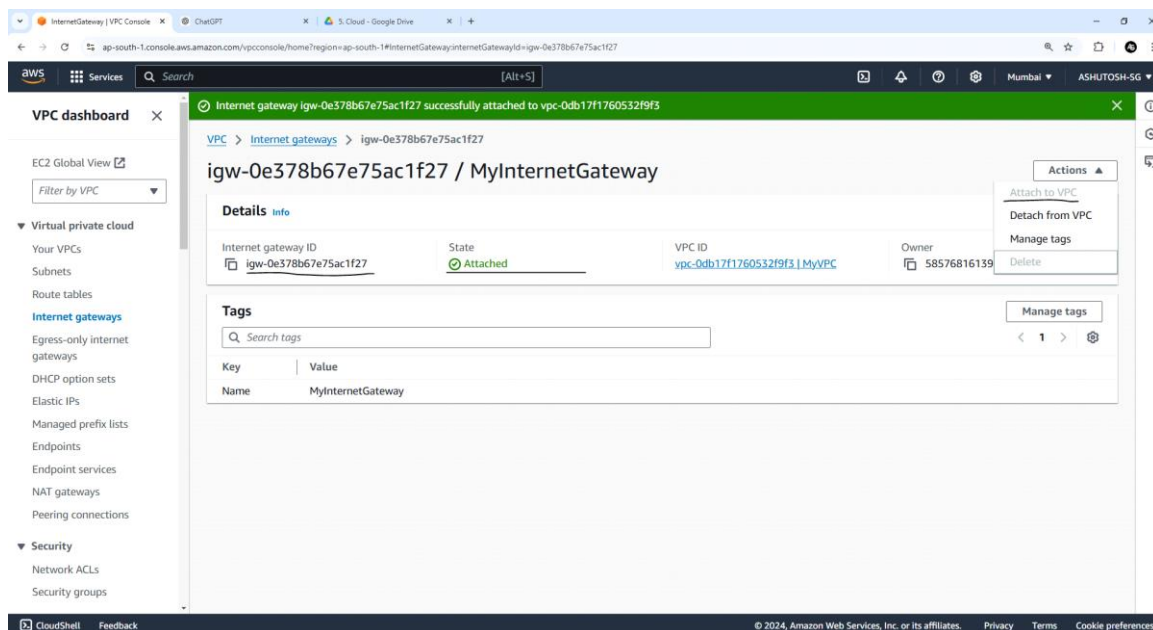 InternetGateway | VPC Console
ChatGPT
5. Cloud - Google Drive
ap-south-1.console.aws.amazon.com/vpcconsole/home?region=ap-south-1#InternetGateway:internetGatewayId=igw-0e378b67e75ac1f27
aws Services Search [Alt+S] Mumbai ASHUTOSH-SG
VPC dashboard
Internet gateway igw-0e378b67e75ac1f27 successfully attached to vpc-0db17f1760532f9f3
VPC > Internet gateways > igw-0e378b67e75ac1f27
EC2 Global View
Filter by VPC
igw-0e378b67e75ac1f27 / MyInternetGateway
Actions
Attach to VPC
Detach from VPC
Manage tags
Delete
Details Info
Internet gateway ID
igw-0e378b67e75ac1f27
State
Attached
VPC ID
vpc-0db17f1760532f9f3 | MyVPC
Owner
58576816139
Tags
Manage tags
Search tags
1
Key Value
Name MyInternetGateway
Virtual private cloud
Your VPCs
Subnets
Route tables
Internet gateways
Egress-only internet
gateways
DHCP option sets
Elastic IPs
Managed prefix lists
Endpoints
Endpoint services
NAT gateways
Peering connections
Security
Network ACLs
Security groups
CloudShell Feedback © 2024, Amazon Web Services, Inc. or its affiliates. Privacy Terms Cookie preferences